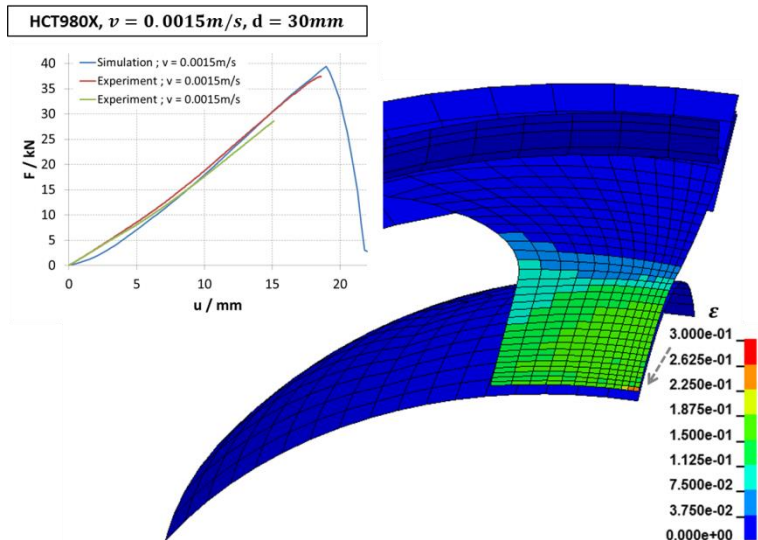 HCT980X, v = 0.0015m/s, d = 30mm
Simulation ; v = 0.0015m/s
Experiment ; v = 0.0015m/s
Experiment ; v = 0.0015m/s
F / kN
40
35
30
25
20
15
10
5
0
0 5 10 15 20
u / mm
ε
3.000e-01
2.625e-01
2.250e-01
1.875e-01
1.500e-01
1.125e-01
7.500e-02
3.750e-02
0.000e+00